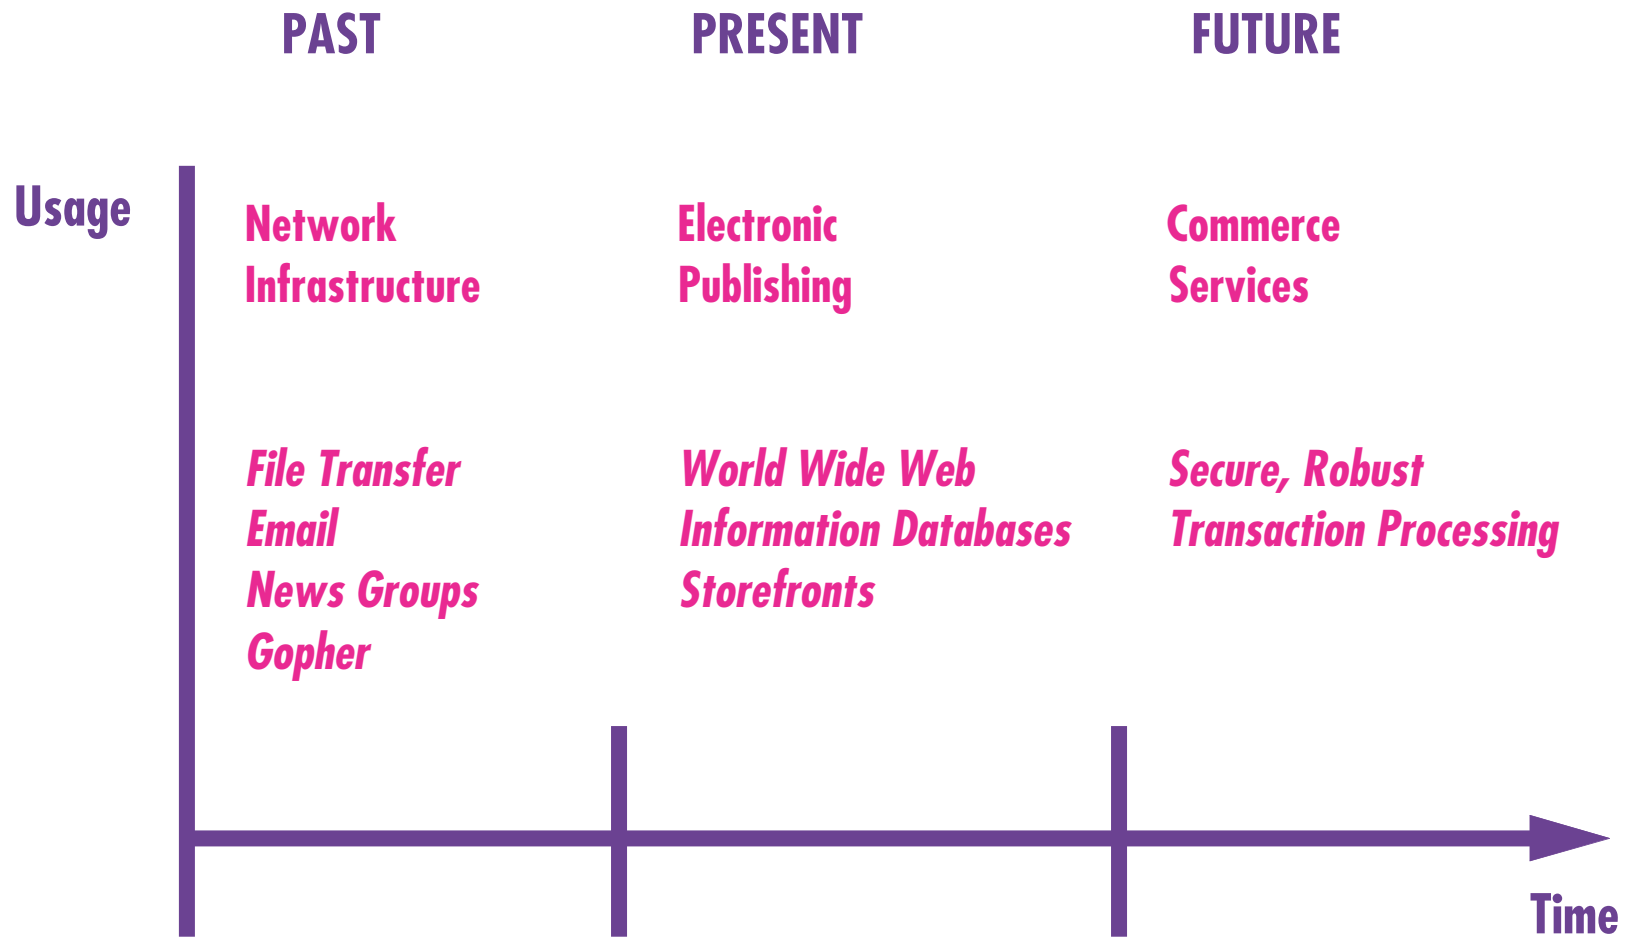 PAST
PRESENT
FUTURE
Usage
Network
Infrastructure
Electronic
Publishing
Commerce
Services
File Transfer
Email
News Groups
Gopher
World Wide Web
Information Databases
Storefronts
Secure, Robust
Transaction Processing
Time